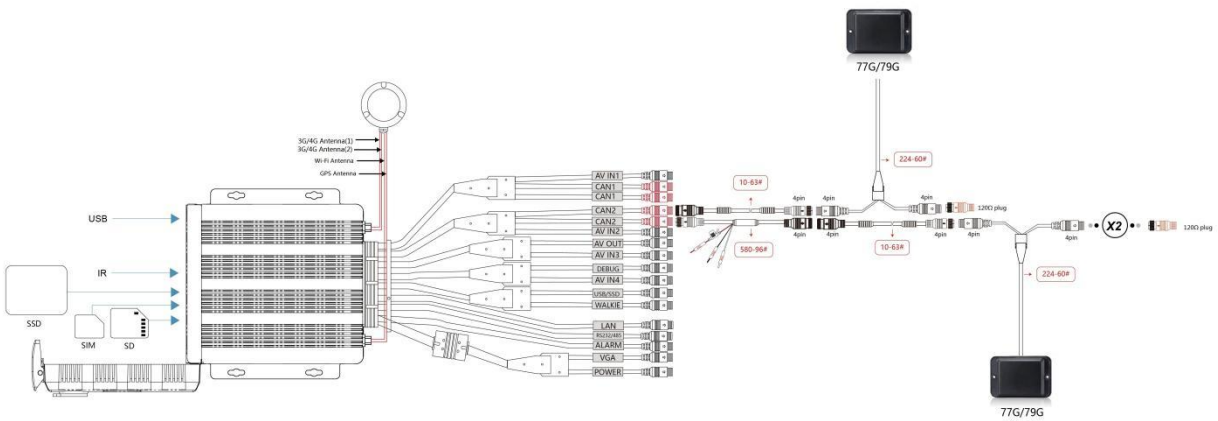 77G/79G
3G/4G Antenna(1)
3G/4G Antenna(2)
Wi-Fi Antenna
GPS Antenna
USB
IR
SSD
SIM
SD
AV IN1
CAN1
CAN1
CAN2
CAN2
AV IN2
AV OUT
AV IN3
DEBUG
AV IN4
USB/SSD
WALKIE
LAN
RS232/485
ALARM
VGA
POWER
224-60#
10-63#
4pin
4pin
4pin
120Ω plug
580-96#
4pin
4pin
10-63#
4pin
4pin
4pin
X2
120Ω plug
224-60#
77G/79G